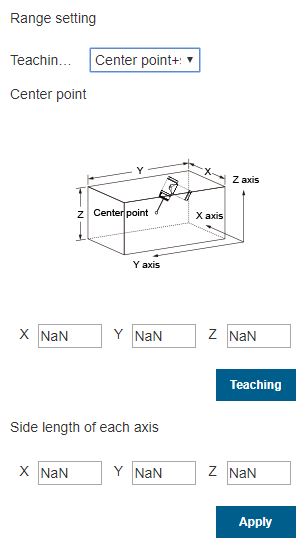 Range setting
Teachin... Center point+
Center point
Y X
Z axis
Z Center point X axis
Y axis
X NaN Y NaN Z NaN
Teaching
Side length of each axis
X NaN Y NaN Z NaN
Apply